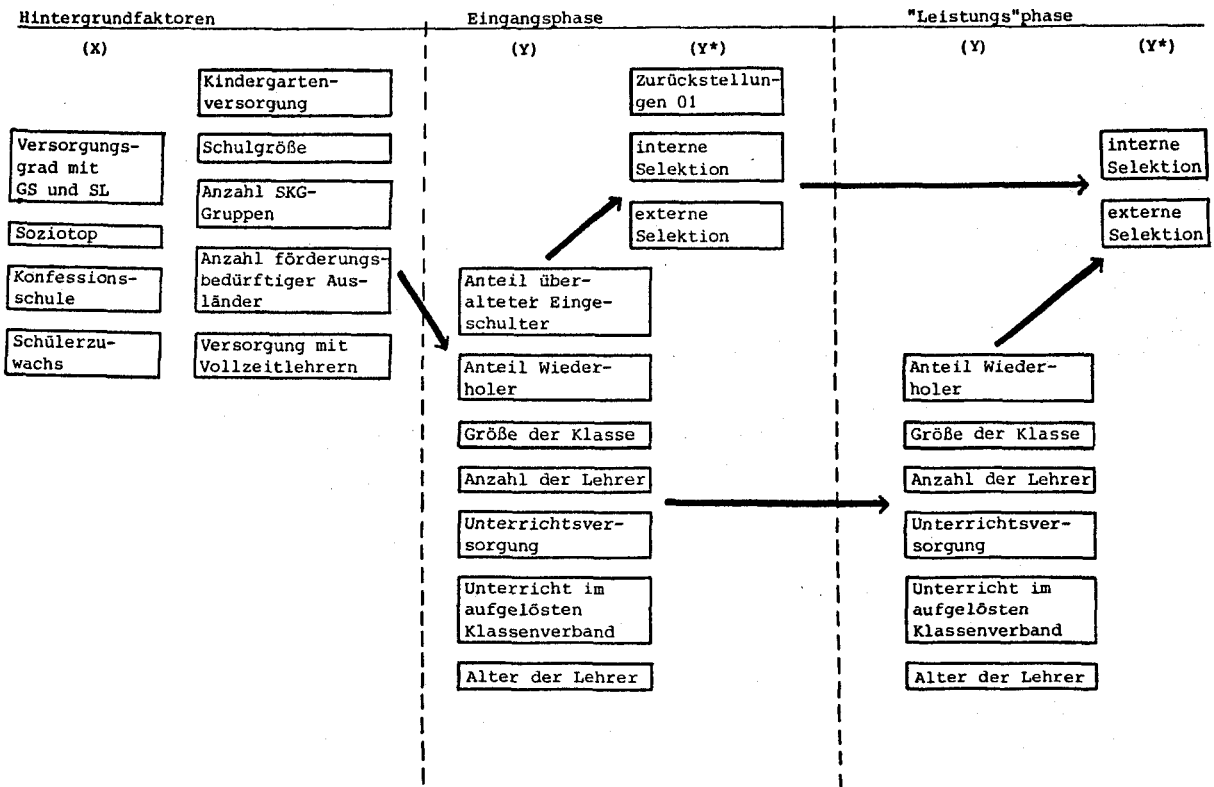 Hintergrundfaktoren
Eingangsphase
"Leistungs"phase
(X)
(Y)
(Y*)
(Y)
(Y*)
Versorgungs-
grad mit
GS und SL
Soziotop
Konfessions-
schule
Schülerzu-
wachs
Kindergarten-
versorgung
Schulgröße
Anzahl SKG-
Gruppen
Anzahl förderungs-
bedürftiger Aus-
länder
Versorgung mit
Vollzeitlehrern
Anteil über-
alteter Einge-
schulter
Anteil Wieder-
holer
Größe der Klasse
Anzahl der Lehrer
Unterrichtsver-
sorgung
Unterricht im
aufgelösten
Klassenverband
Alter der Lehrer
Zurückstellun-
gen 01
interne
Selektion
externe
Selektion
Anteil Wieder-
holer
Größe der Klasse
Anzahl der Lehrer
Unterrichtsver-
sorgung
Unterricht im
aufgelösten
Klassenverband
Alter der Lehrer
interne
Selektion
externe
Selektion